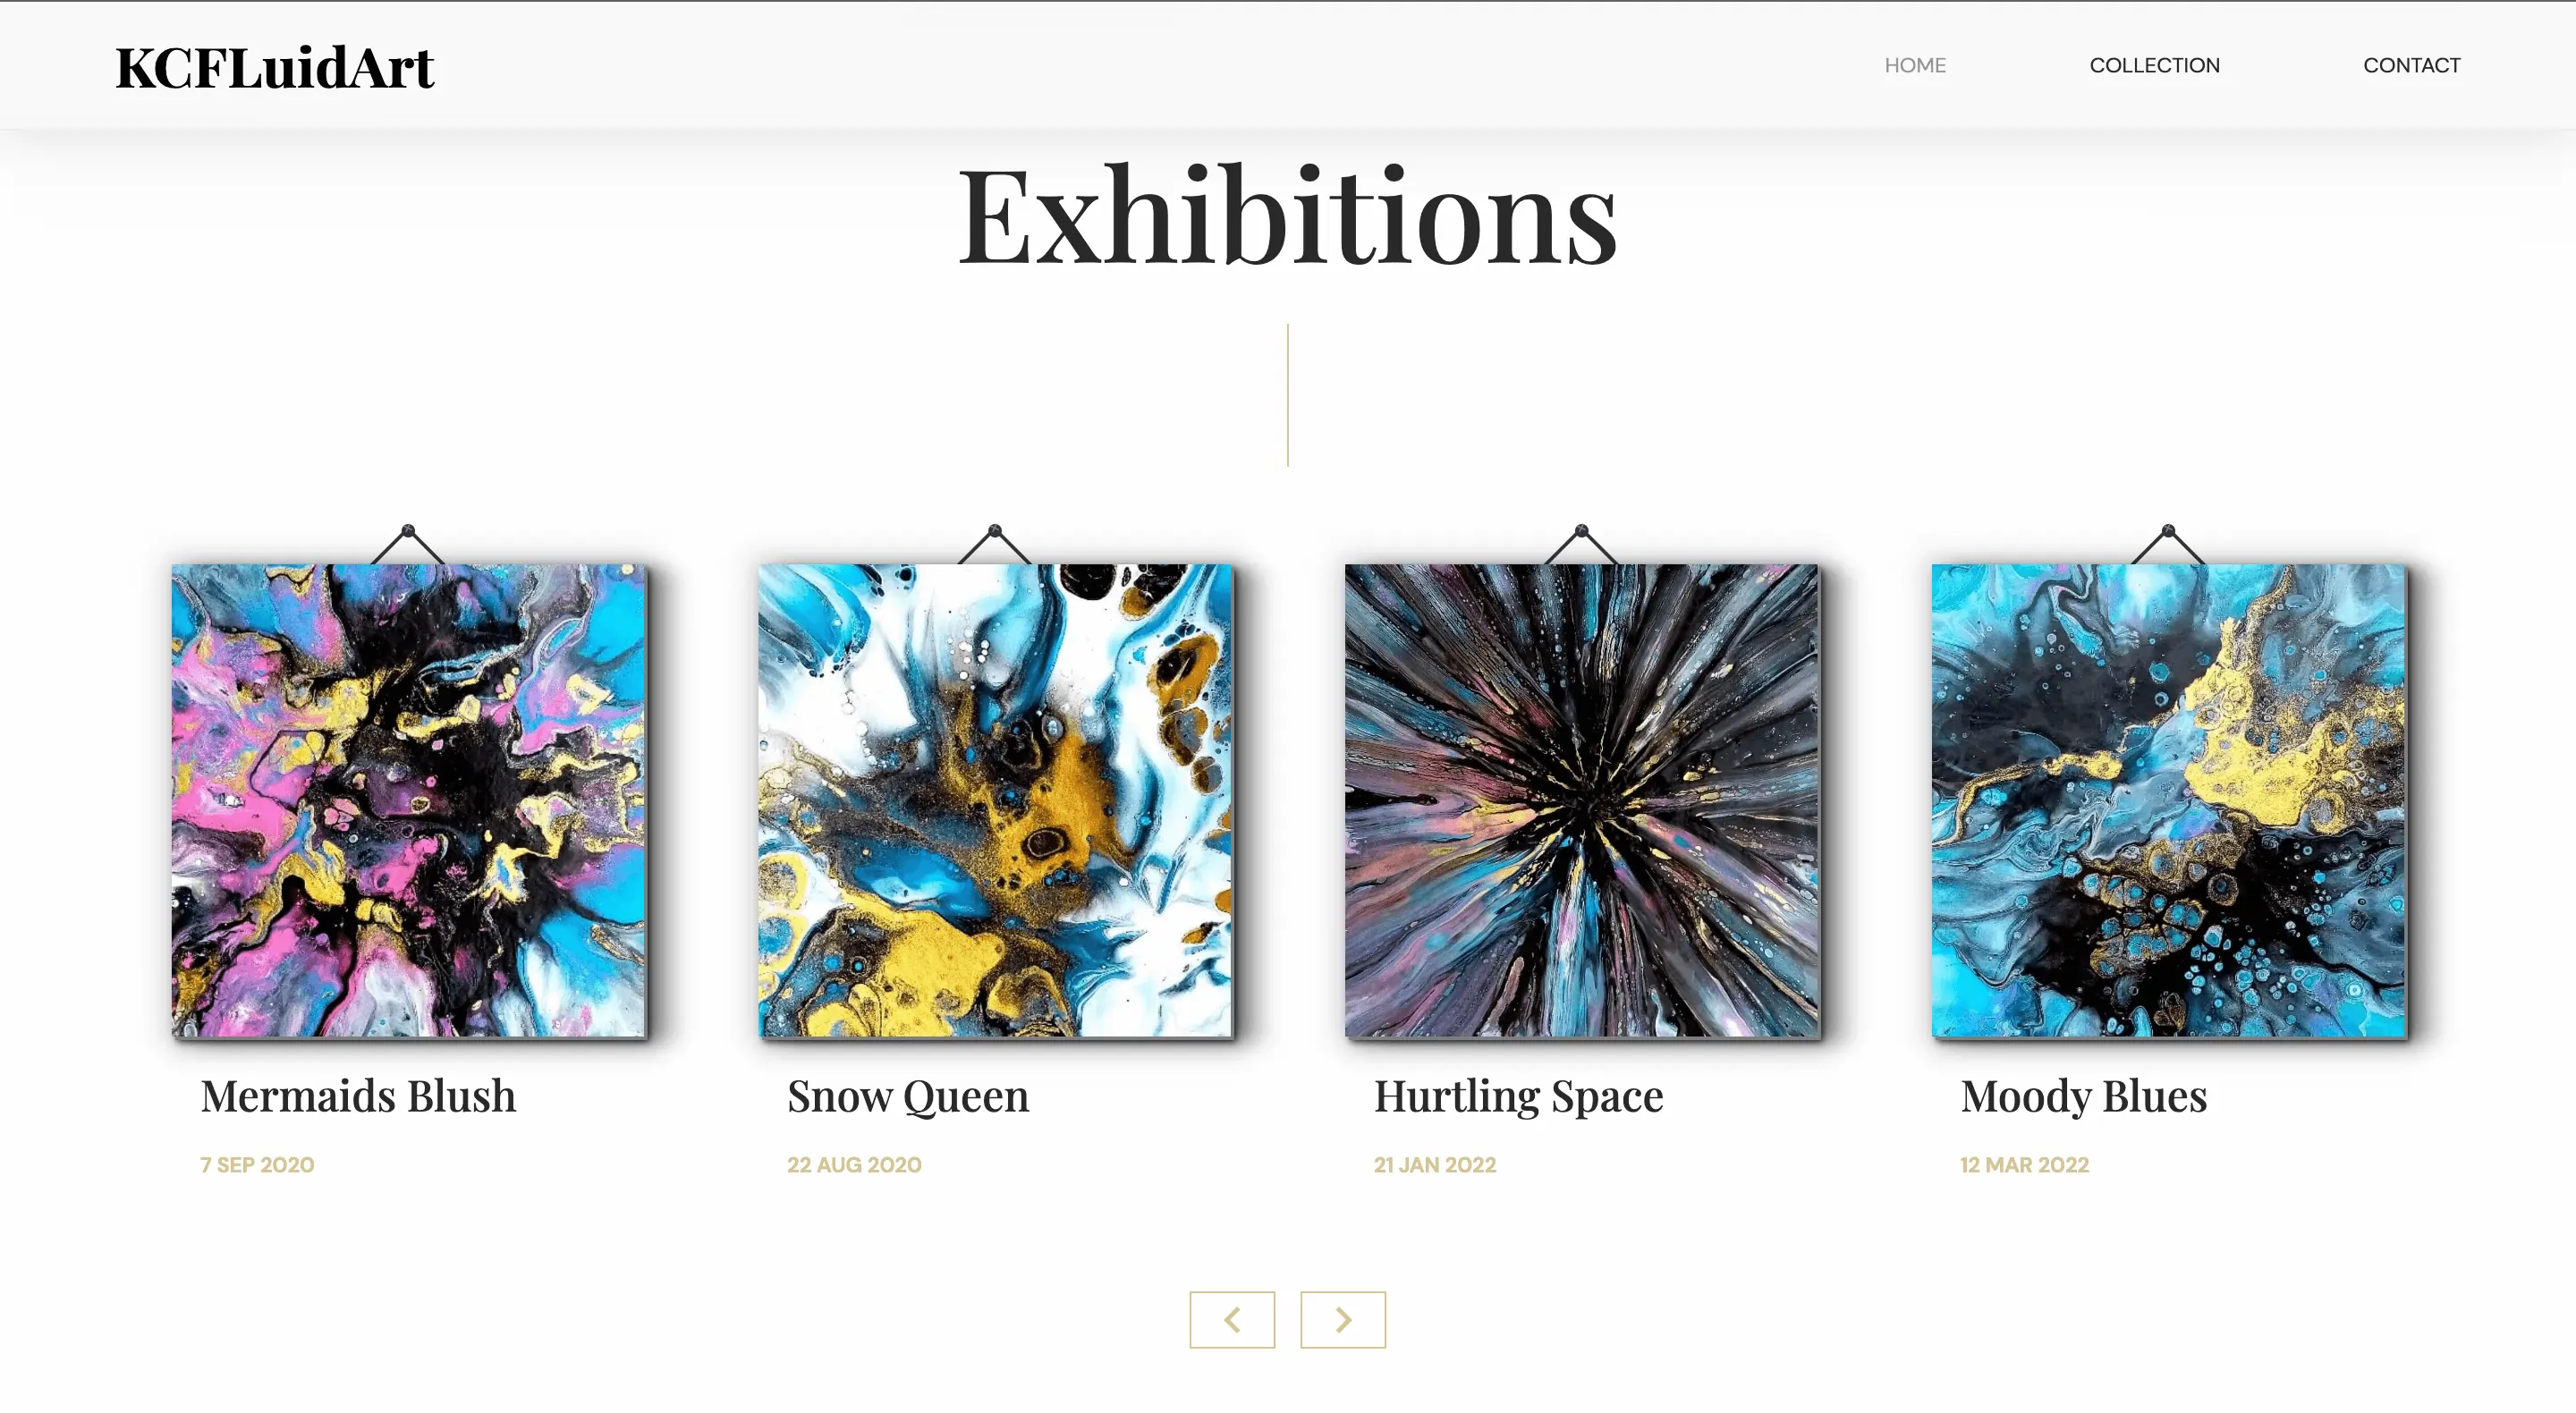 KCFLuidArt
HOME
COLLECTION
CONTACT
Exhibitions
Mermaids Blush
7 SEP 2020
Snow Queen
22 AUG 2020
Hurtling Space
21 JAN 2022
Moody Blues
12 MAR 2022